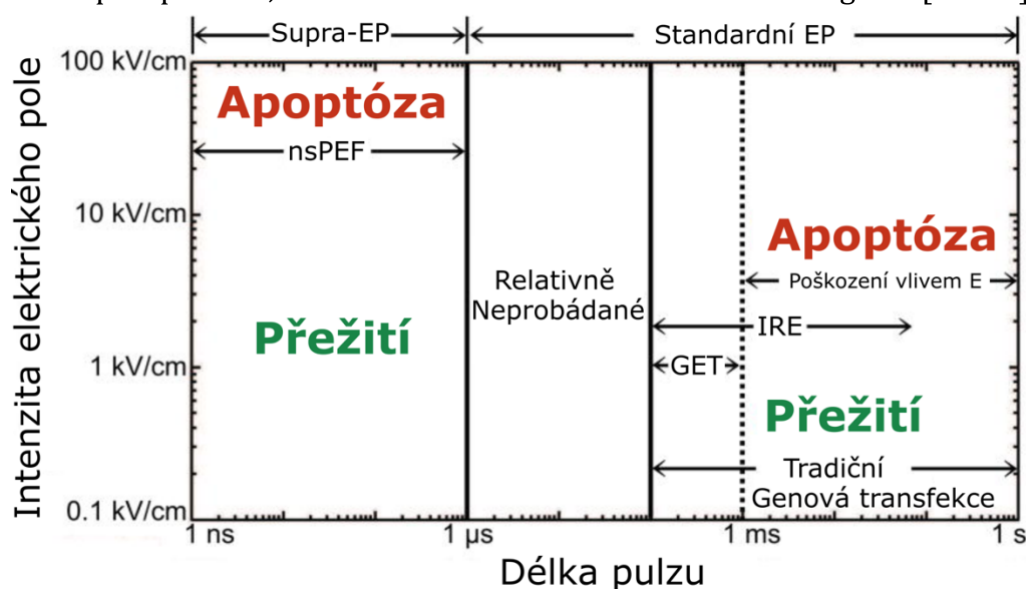 Supra-EP
Standardní EP
100 kV/cm
Apoptóza
nsPEF
10 kV/cm
Apoptóza
Relativně
Neprobádané
Poškození vlivem E
Přežití
IRE
1 kV/cm
GET
Přežití
Tradiční
Genová transfekce
0.1 kV/cm
1 ns
1 µs
1 ms
1 s
Délka pulzu
Intenzita elektrického pole